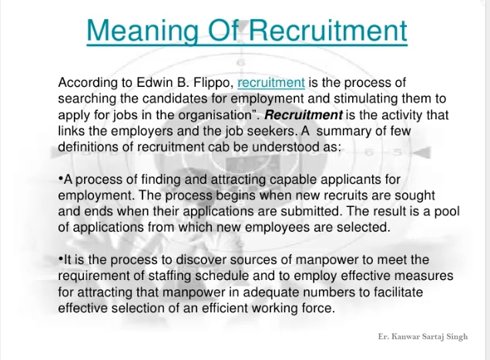 Meaning Of Recruitment
According to Edwin B. Flippo, recruitment is the process of
searching the candidates for employment and stimulating them to
apply for jobs in the organisation”. Recruitment is the activity that
links the employers and the job seekers. A summary of few
definitions of recruitment cab be understood as:
•A process of finding and attracting capable applicants for
employment. The process begins when new recruits are sought
and ends when their applications are submitted. The result is a pool
of applications from which new employees are selected.
•It is the process to discover sources of manpower to meet the
requirement of staffing schedule and to employ effective measures
for attracting that manpower in adequate numbers to facilitate
effective selection of an efficient working force.
Er. Kanwar Sartaj Singh